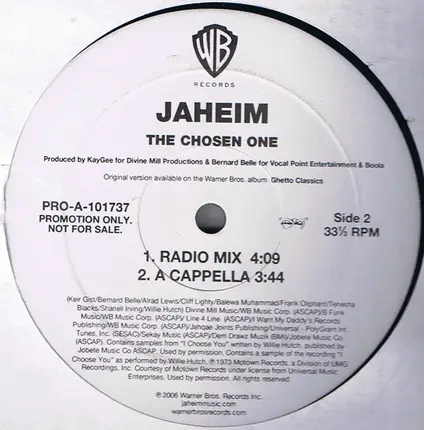 WB
RECORDS
JAHEIM
THE CHOSEN ONE
Produced by KayGee for Divine Mill Productions & Bernard Belle for Vocal Point Entertainment & Boola
Original version available on the Warner Bros. album Ghetto Classics
PRO-A-101737
PROMOTION ONLY.
NOT FOR SALE.
Side 2
33⅓ RPM
1. RADIO MIX 4:09
2. A CAPPELLA 3:44
(Keir Gist/Bernard Belle/Alrad Lewis/Cliff Lighty/Balewa Muhammad/Frank Oliphant/Tenesha
Blacks/Shanell Irving/Willie Hutch) Divine Mill Music/WB Music Corp. (ASCAP)/B Funk
Music/WB Music Corp. (ASCAP)/ Line 4 Line (ASCAP)/I Want My Daddy's Records
Publishing/WB Music Corp. (ASCAP)/Jahqae Joints Publishing/Universal - PolyGram Int.
Tunes, Inc. (SESAC)/Sekay Music (ASCAP)/Dem Drawz Muzik (BMI)/Jobete Music Co.
(ASCAP). Contains samples from "I Choose You" written by Willie Hutch, published by
Jobete Music Co ASCAP. Used by permission. Contains a sample of the recording "I
Choose You" as performed by Willie Hutch. ℗ 1973 Motown Records, a Division of UMG
Recordings, Inc. Courtesy of Motown Records under license from Universal Music
Enterprises. Used by permission. All rights reserved.
℗2006 Warner Bros. Records Inc.
jaheimmusic.com
warnerbrosrecords.com